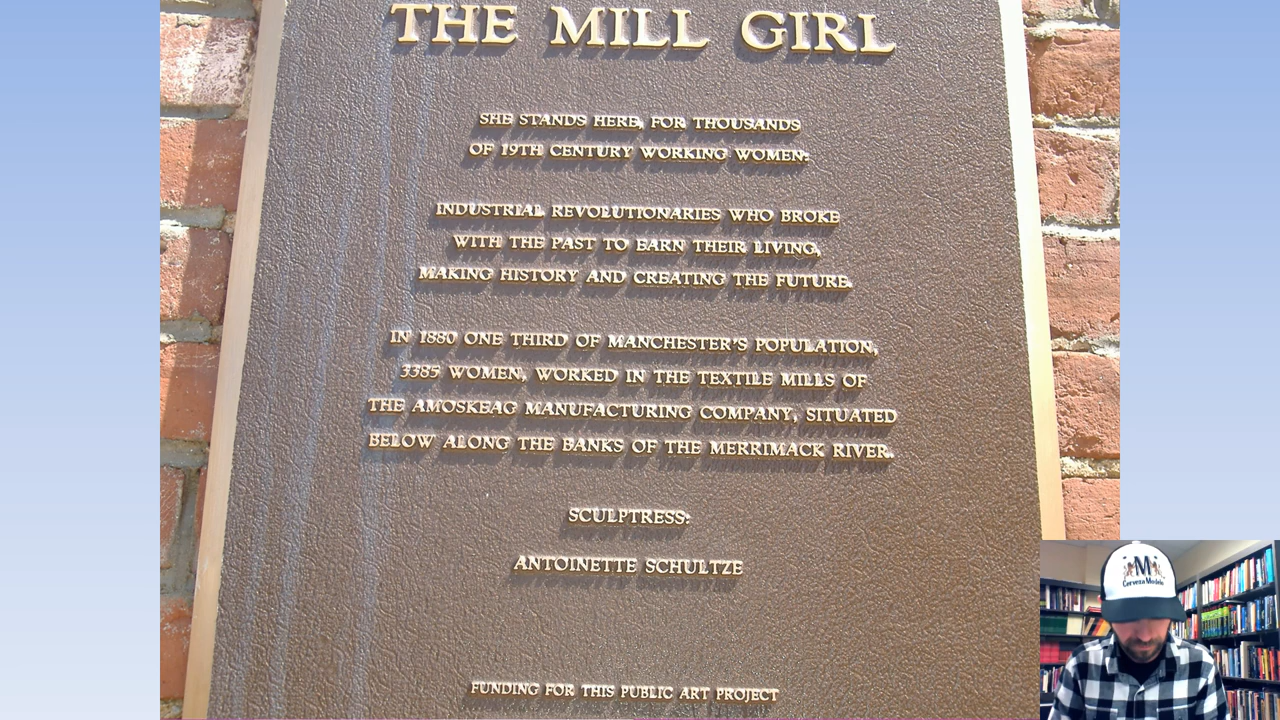 THE MILL GIRL
SHE STANDS HERE, FOR THOUSANDS
OF 19TH CENTURY WORKING WOMEN:
INDUSTRIAL REVOLUTIONARIES WHO BROKE
WITH THE PAST TO EARN THEIR LIVING,
MAKING HISTORY AND CREATING THE FUTURE.
IN 1880 ONE THIRD OF MANCHESTER'S POPULATION,
3385 WOMEN, WORKED IN THE TEXTILE MILLS OF
THE AMOSKEAG MANUFACTURING COMPANY, SITUATED
BELOW ALONG THE BANKS OF THE MERRIMACK RIVER.
SCULPTRESS:
ANTOINETTE SCHULTZE
FUNDING FOR THIS PUBLIC ART PROJECT
M
Cerveza Modelo